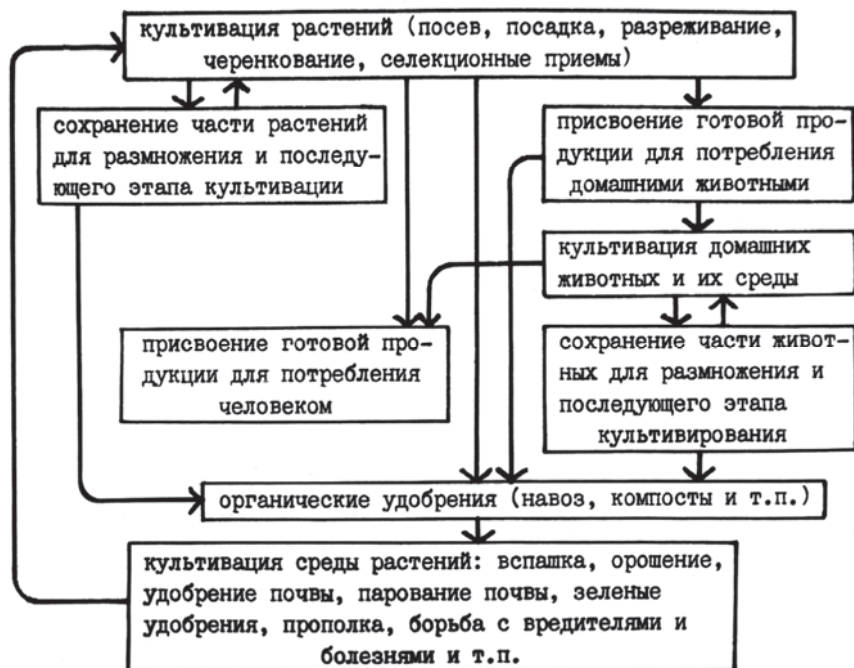 культивация растений (посев, посадка, разреживание,
черенкование, селекционные приемы)
сохранение части растений
для размножения и последу-
ющего этапа культивации
присвоение готовой про-
дукции для потребления
домашними животными
культивация домашних
животных и их среды
присвоение готовой про-
дукции для потребления
человеком
сохранение части живот-
ных для размножения и
последующего этапа
культивирования
органические удобрения (навоз, компосты и т.п.)
культивация среды растений: вспашка, орошение,
удобрение почвы, парование почвы, зеленые
удобрения, прополка, борьба с вредителями и
болезнями и т.п.